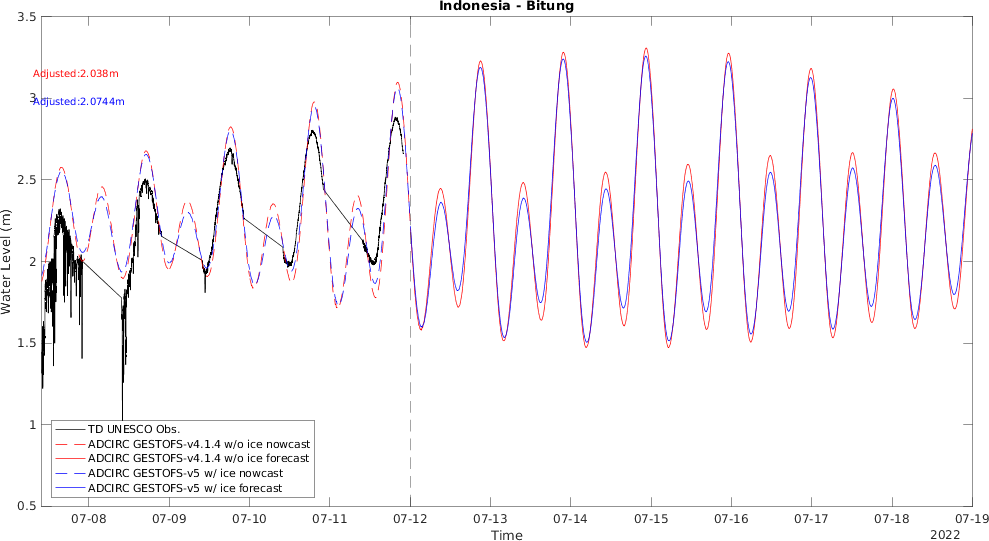 Indonesia - Bitung
3.5
Adjusted:2.038m
3
Adjusted:2.0744m
2.5
2
1.5
1
0.5
Water Level (m)
TD UNESCO Obs.
ADCIRC GESTOFS-v4.1.4 w/o ice nowcast
ADCIRC GESTOFS-v4.1.4 w/o ice forecast
ADCIRC GESTOFS-v5 w/ ice nowcast
ADCIRC GESTOFS-v5 w/ ice forecast
07-08 07-09 07-10 07-11 07-12 07-13 07-14 07-15 07-16 07-17 07-18 07-19
Time
2022